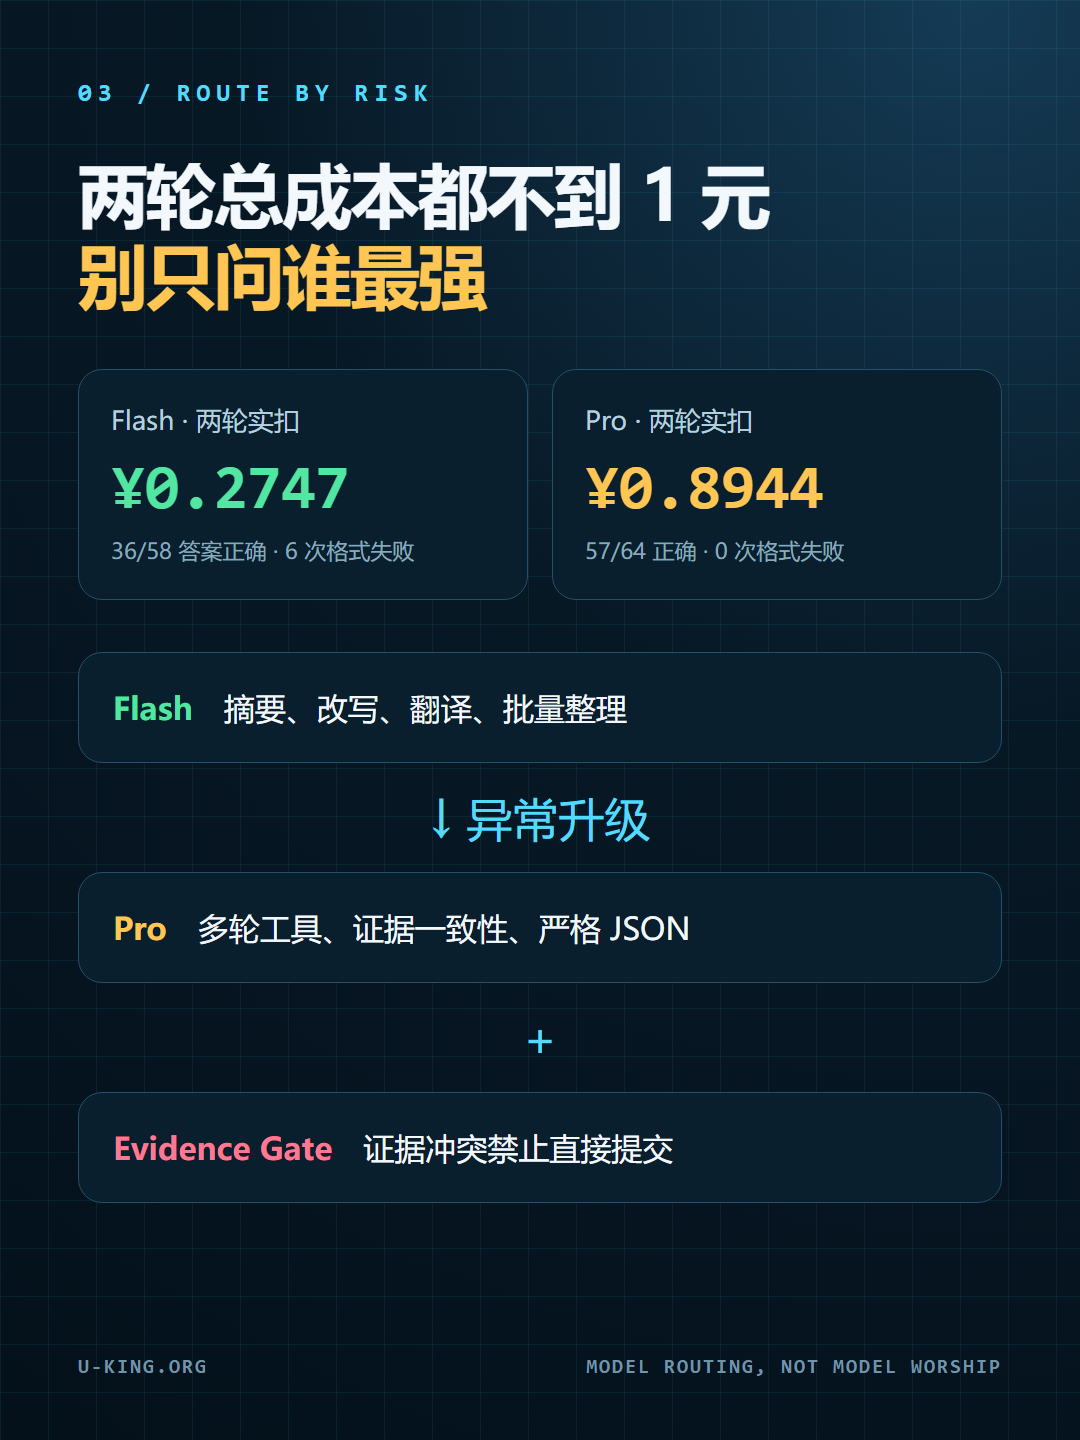 03 / ROUTE BY RISK
两轮总成本都不到 1 元
别只问谁最强
Flash · 两轮实扣
¥0.2747
36/58 答案正确 · 6 次格式失败
Pro · 两轮实扣
¥0.8944
57/64 正确 · 0 次格式失败
Flash 摘要、改写、翻译、批量整理
↓ 异常升级
Pro 多轮工具、证据一致性、严格 JSON
+
Evidence Gate 证据冲突禁止直接提交
U-KING.ORG
MODEL ROUTING, NOT MODEL WORSHIP